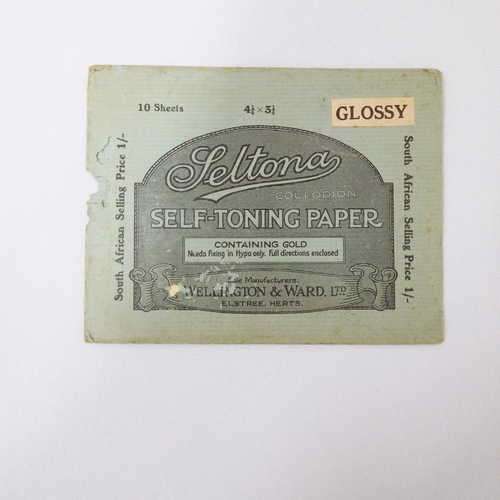 10 Sheets 4¼ × 3¼
GLOSSY
South African Selling Price 1/-
Seltona
COLLODION
SELF-TONING PAPER
CONTAINING GOLD
Needs fixing in Hypo only. Full directions enclosed
Manufacturers:
WELLINGTON & WARD, LTD
ELSTREE, HERTS.
South African Selling Price 1/-